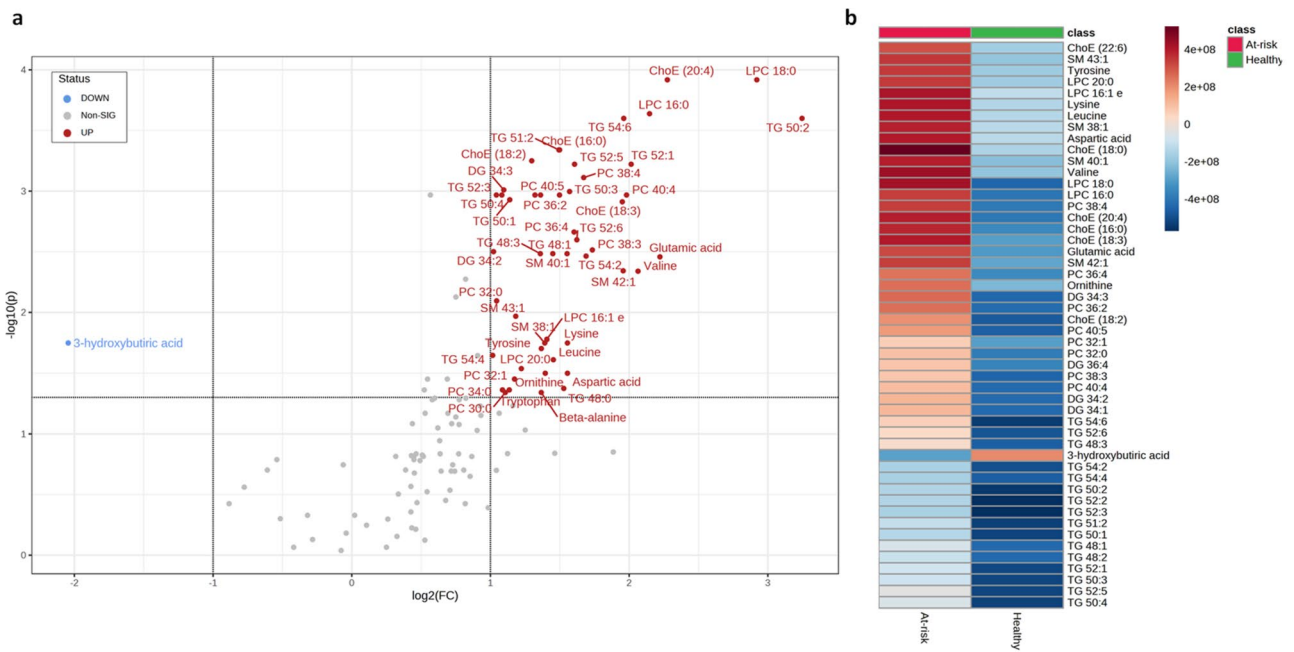 a
Status
DOWN
Non-SIG
UP
ChoE (20:4)
LPC 18:0
LPC 16:0
TG 54:6
TG 50:2
TG 51:2
ChoE (16:0)
ChoE (18:2)
TG 52:5
TG 52:1
DG 34:3
PC 38:4
TG 52:3
PC 40:5
TG 50:3
PC 40:4
TG 50:4
PC 36:2
ChoE (18:3)
TG 50:1
PC 36:4
TG 52:6
TG 48:3
TG 48:1
PC 38:3
Glutamic acid
DG 34:2
SM 40:1
TG 54:2
Valine
SM 42:1
PC 32:0
SM 43:1
LPC 16:1 e
SM 38:1
Lysine
3-hydroxybutiric acid
Tyrosine
Leucine
TG 54:4
LPC 20:0
PC 32:1
Ornithine
Aspartic acid
PC 34:0
TG 48:0
Tryptophan
PC 30:0
Beta-alanine
-log10(p)
4
3
2
1
0
-2
-1
0
1
2
3
log2(FC)
b
class
ChoE (22:6)
SM 43:1
Tyrosine
LPC 20:0
LPC 16:1 e
Lysine
Leucine
SM 38:1
Aspartic acid
ChoE (18:0)
SM 40:1
Valine
LPC 18:0
LPC 16:0
PC 38:4
ChoE (20:4)
ChoE (16:0)
ChoE (18:3)
Glutamic acid
SM 42:1
PC 36:4
Ornithine
DG 34:3
PC 36:2
ChoE (18:2)
PC 40:5
PC 32:1
PC 32:0
DG 36:4
PC 38:3
PC 40:4
DG 34:2
DG 34:1
TG 54:6
TG 52:6
TG 48:3
3-hydroxybutiric acid
TG 54:2
TG 54:4
TG 50:2
TG 52:2
TG 52:3
TG 51:2
TG 50:1
TG 48:1
TG 48:2
TG 52:1
TG 50:3
TG 52:5
TG 50:4
At-risk
Healthy
4e+08
2e+08
0
-2e+08
-4e+08
class
At-risk
Healthy